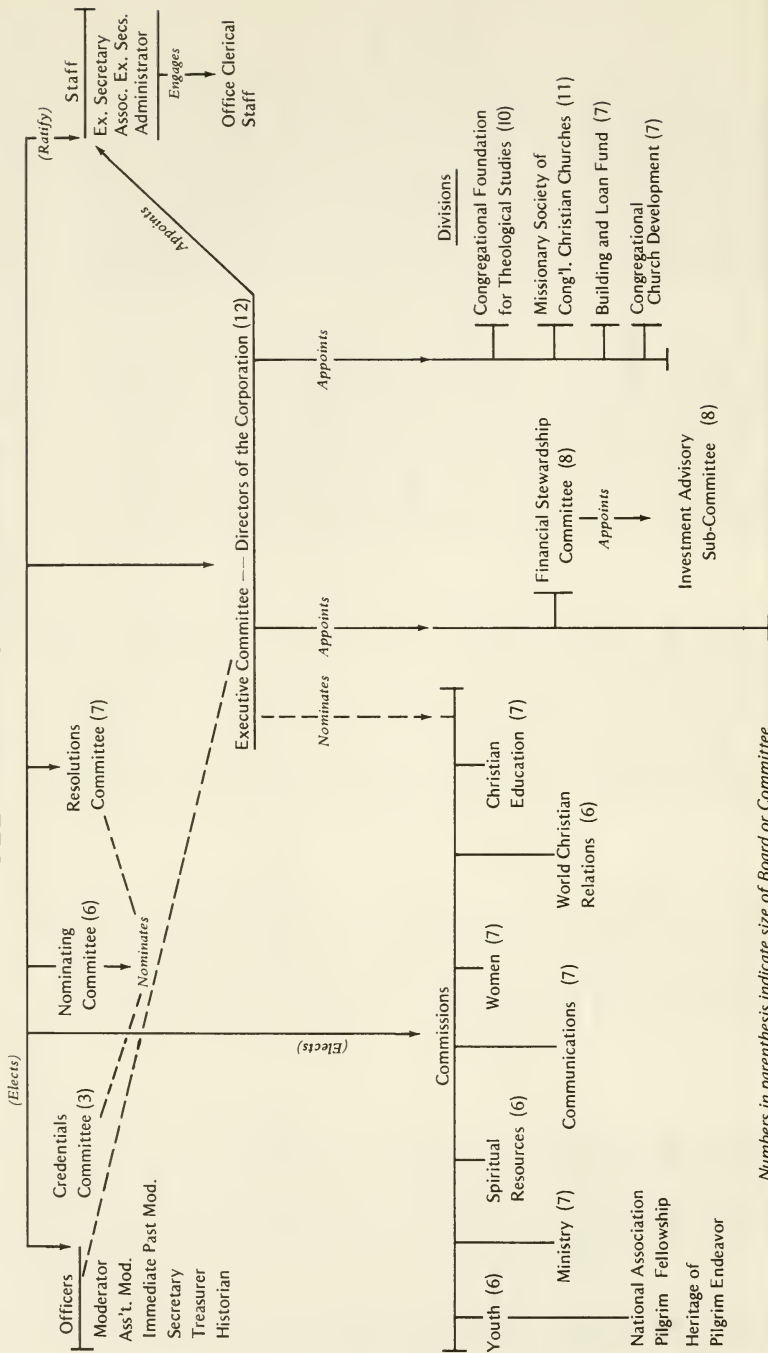 (Elects)
(Ratify)
Officers
Moderator
Ass't. Mod.
Immediate Past Mod.
Secretary
Treasurer
Historian
Credentials
Committee (3)
Nominating
Committee (6)
Nominates
Resolutions
Committee (7)
Staff
Ex. Secretary
Assoc. Ex. Secs.
Administrator
Engages
Office Clerical
Staff
Appoints
(Elects)
Executive Committee — Directors of the Corporation (12)
Nominates
Appoints
Appoints
Commissions
Youth (6)
National Association
Pilgrim Fellowship
Heritage of
Pilgrim Endeavor
Ministry (7)
Spiritual
Resources (6)
Communications (7)
Women (7)
World Christian
Relations (6)
Christian
Education (7)
Financial Stewardship
Committee (8)
Appoints
Investment Advisory
Sub-Committee (8)
Divisions
Congregational Foundation
for Theological Studies (10)
Missionary Society of
Cong'l. Christian Churches (11)
Building and Loan Fund (7)
Congregational
Church Development (7)
Numbers in parenthesis indicate size of Board or Committee